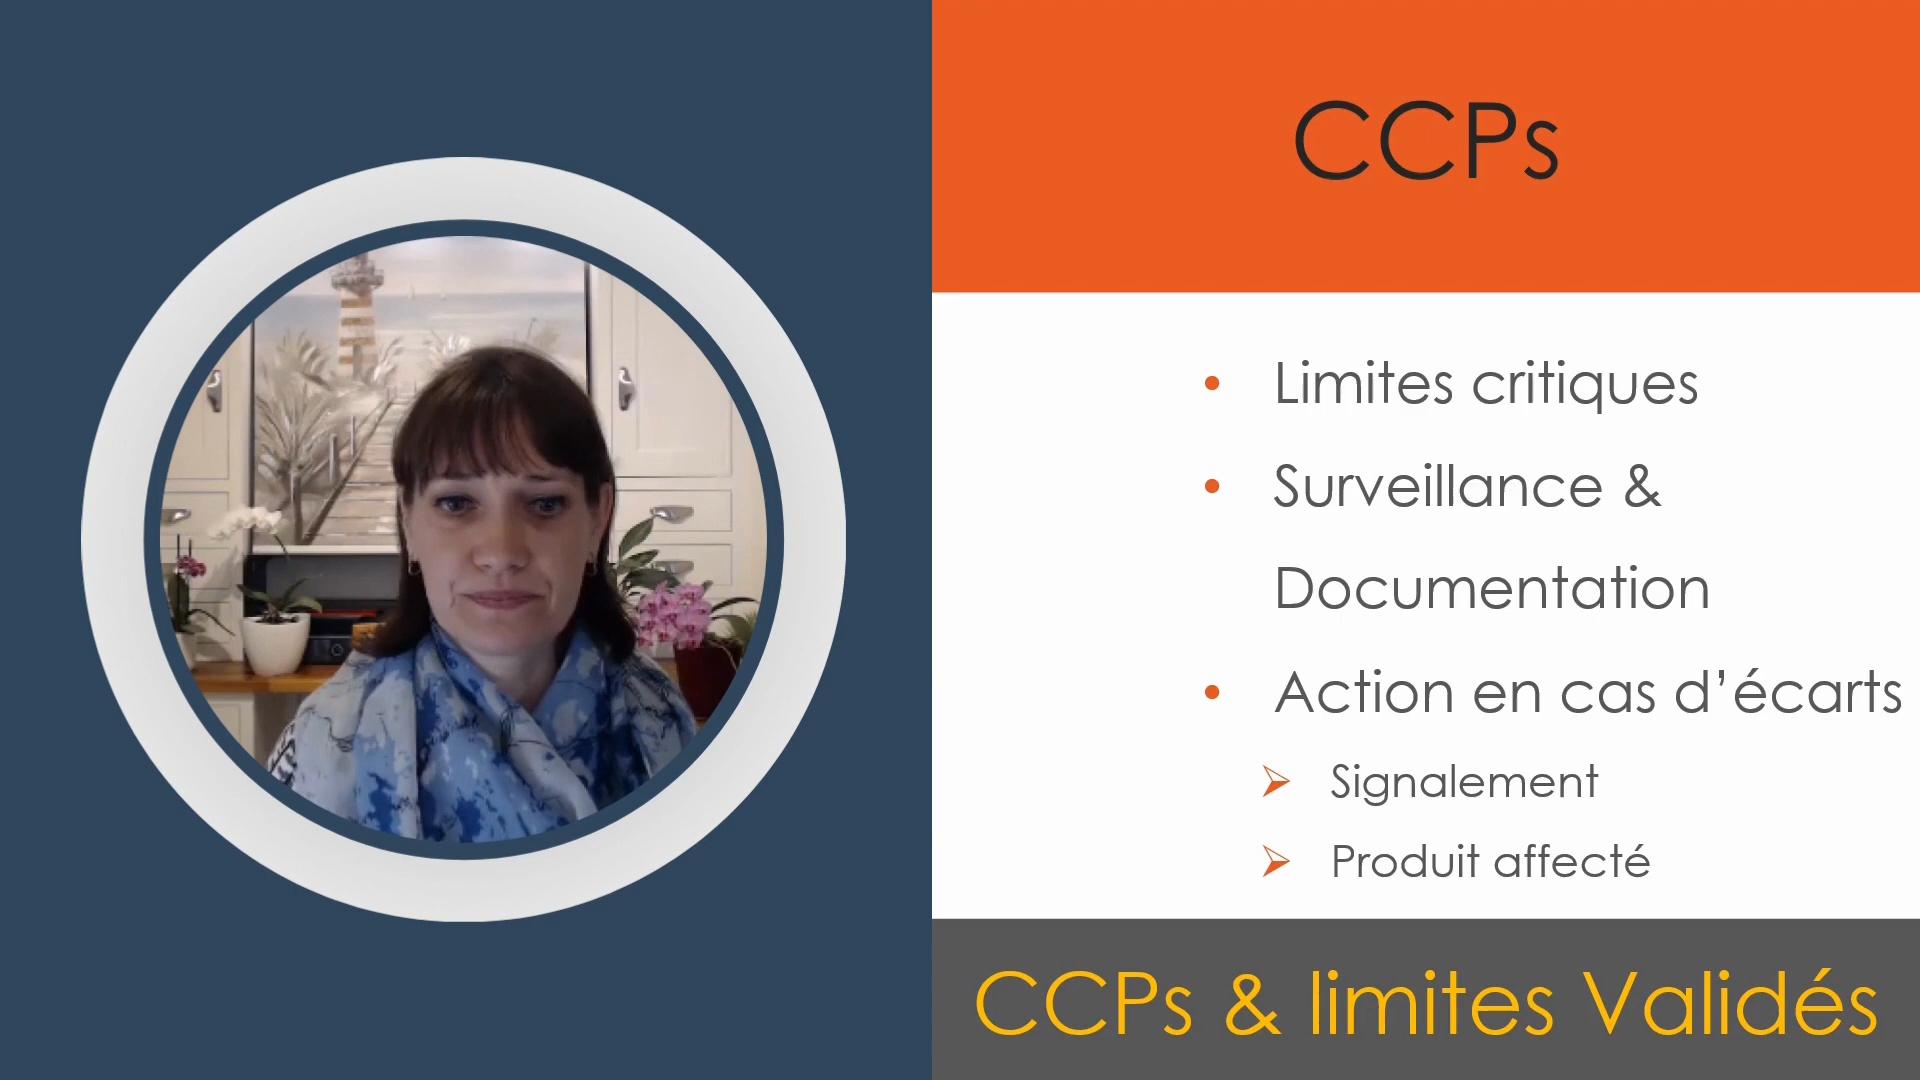 CCPs
• Limites critiques
• Surveillance &
Documentation
• Action en cas d’écarts
➢ Signalement
➢ Produit affecté
CCPs & limites Validés